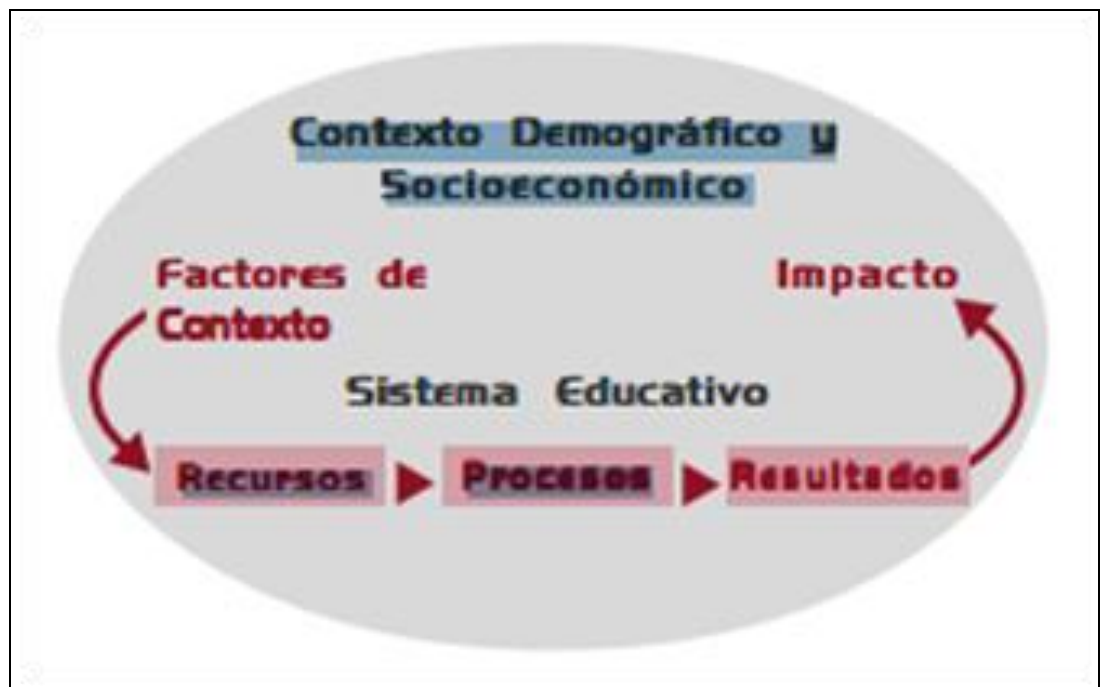 Contexto Demográfico y
Socioeconómico
Factores de
Contexto
Impacto
Sistema Educativo
Recursos
Procesos
Resultados